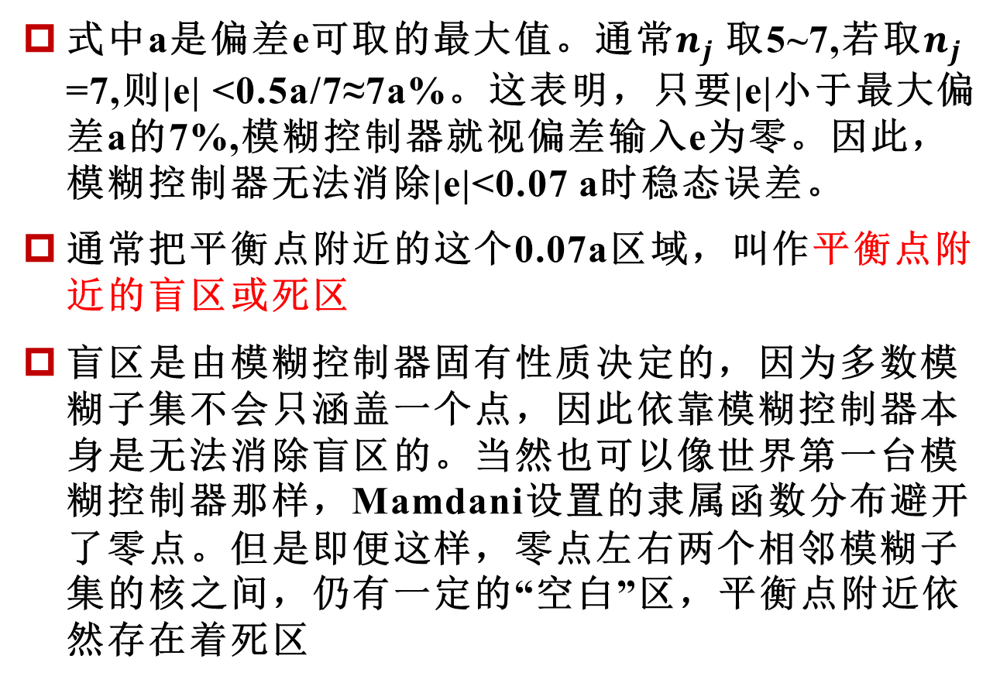 式中a是偏差e可取的最大值。通常nj 取5~7,若取nj
=7,则|e| <0.5a/7≈7a%。这表明，只要|e|小于最大偏
差a的7%,模糊控制器就视偏差输入e为零。因此，
模糊控制器无法消除|e|<0.07 a时稳态误差。
通常把平衡点附近的这个0.07a区域，叫作平衡点附
近的盲区或死区
盲区是由模糊控制器固有性质决定的，因为多数模
糊子集不会只涵盖一个点，因此依靠模糊控制器本
身是无法消除盲区的。当然也可以像世界第一台模
糊控制器那样，Mamdani设置的隶属函数分布避开
了零点。但是即便这样，零点左右两个相邻模糊子
集的核之间，仍有一定的“空白”区，平衡点附近依
然存在着死区